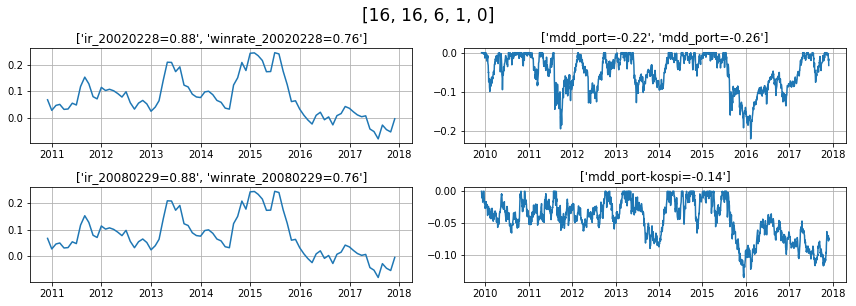 [16, 16, 6, 1, 0]
['ir_20020228=0.88', 'winrate_20020228=0.76']
0.2
0.1
0.0
2011 2012 2013 2014 2015 2016 2017 2018
['mdd_port=-0.22', 'mdd_port=-0.26']
0.0
−0.1
−0.2
2010 2011 2012 2013 2014 2015 2016 2017 2018
['ir_20080229=0.88', 'winrate_20080229=0.76']
0.2
0.1
0.0
2011 2012 2013 2014 2015 2016 2017 2018
['mdd_port-kospi=-0.14']
0.00
−0.05
−0.10
2010 2011 2012 2013 2014 2015 2016 2017 2018